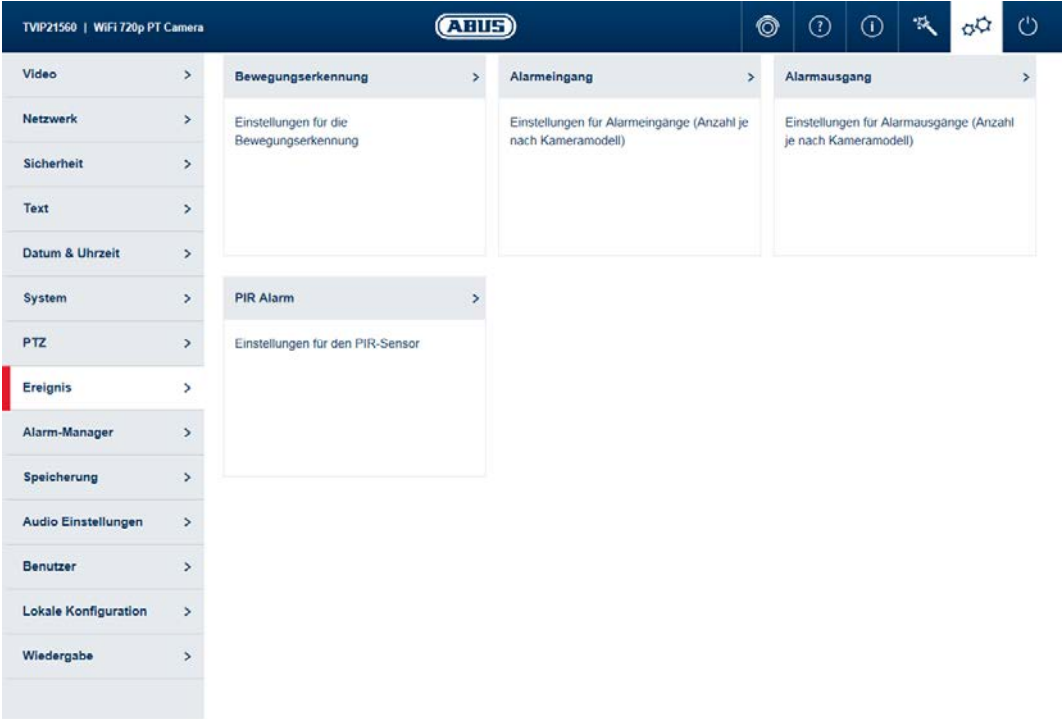 TVIP21560 | WiFi 720p PT Camera
ABUS
Video
Netzwerk
Sicherheit
Text
Datum & Uhrzeit
System
PTZ
Ereignis
Alarm-Manager
Speicherung
Audio Einstellungen
Benutzer
Lokale Konfiguration
Wiedergabe
Bewegungserkennung
Einstellungen für die
Bewegungserkennung
Alarmeingang
Einstellungen für Alarmeingänge (Anzahl je
nach Kameramodell)
Alarmausgang
Einstellungen für Alarmausgänge (Anzahl
je nach Kameramodell)
PIR Alarm
Einstellungen für den PIR-Sensor